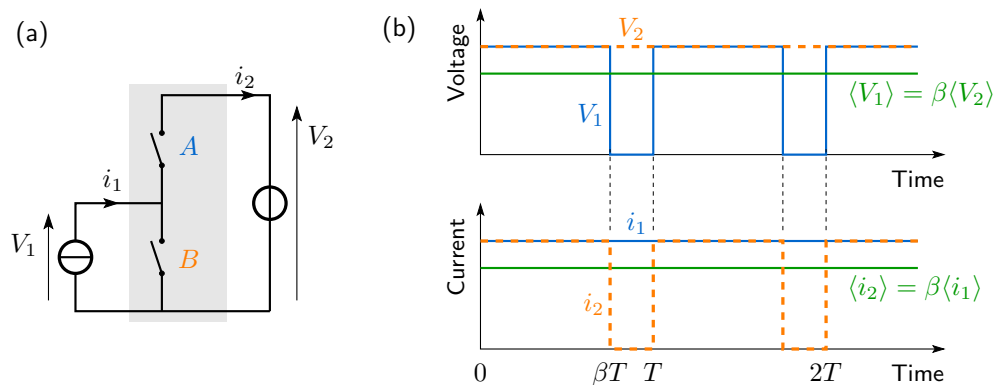 (a)
i₂
A
V₂
i₁
V₁
B
(b)
Voltage
V₂
⟨V₁⟩ = β⟨V₂⟩
V₁
Time
i₁
Current
⟨i₂⟩ = β⟨i₁⟩
i₂
0 βT T 2T Time